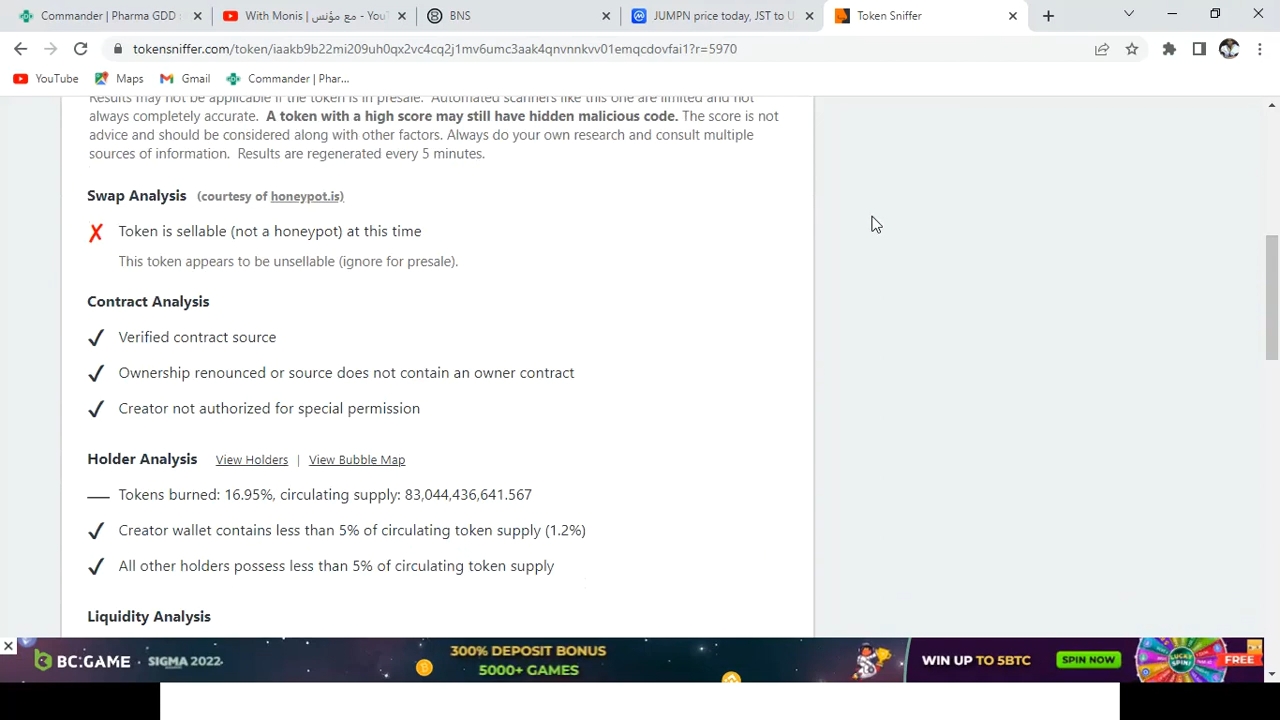 Commander | Pharma GDD
With Monis | مع مؤنس - You
BNS
JUMPN price today, JST to U
Token Sniffer
tokensniffer.com/token/iaakb9b22mi209uh0qx2vc4cq2j1mv6umc3aak4qnvnnkvv01emqcdovfai1?r=5970
YouTube
Maps
Gmail
Commander | Phar...
Results may not be applicable if the token is in presale. Automated scanners like this one are limited and not
always completely accurate. A token with a high score may still have hidden malicious code. The score is not
advice and should be considered along with other factors. Always do your own research and consult multiple
sources of information. Results are regenerated every 5 minutes.
Swap Analysis (courtesy of honeypot.is)
Token is sellable (not a honeypot) at this time
This token appears to be unsellable (ignore for presale).
Contract Analysis
Verified contract source
Ownership renounced or source does not contain an owner contract
Creator not authorized for special permission
Holder Analysis View Holders | View Bubble Map
Tokens burned: 16.95%, circulating supply: 83,044,436,641.567
Creator wallet contains less than 5% of circulating token supply (1.2%)
All other holders possess less than 5% of circulating token supply
Liquidity Analysis
BC.GAME SIGMA 2022
300% DEPOSIT BONUS
5000+ GAMES
WIN UP TO 5BTC
SPIN NOW
LUCKY SPIN
FREE